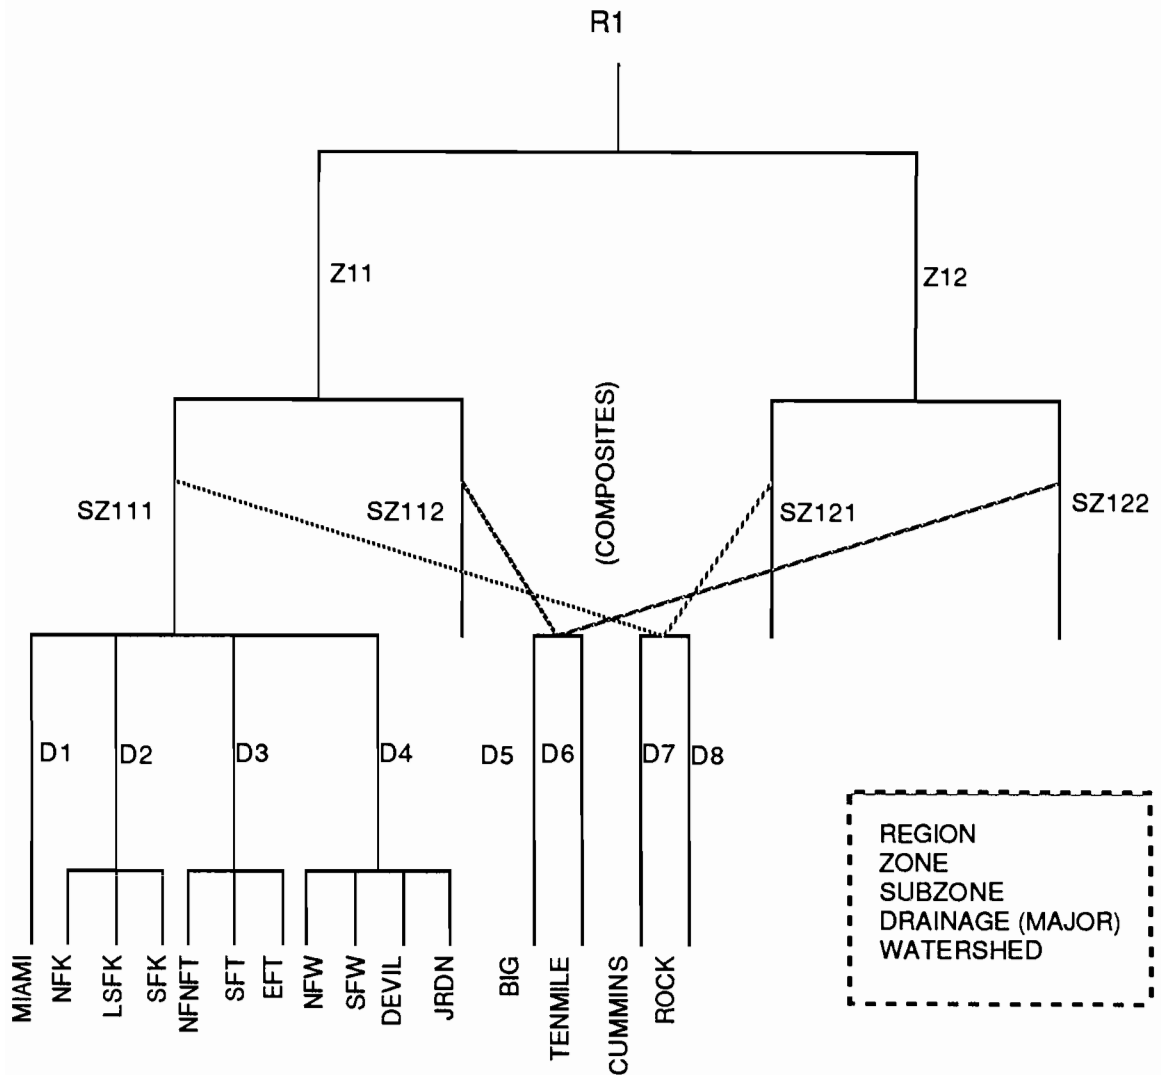 R1
Z11
Z12
(COMPOSITES)
SZ111
SZ112
SZ121
SZ122
D1
D2
D3
D4
D5
D6
D7
D8
REGION
ZONE
SUBZONE
DRAINAGE (MAJOR)
WATERSHED
MIAMI
NFK
LSFK
SFK
NFNFT
SFT
EFT
NFW
SFW
DEVIL
JRDN
BIG
TENMILE
CUMMINS
ROCK